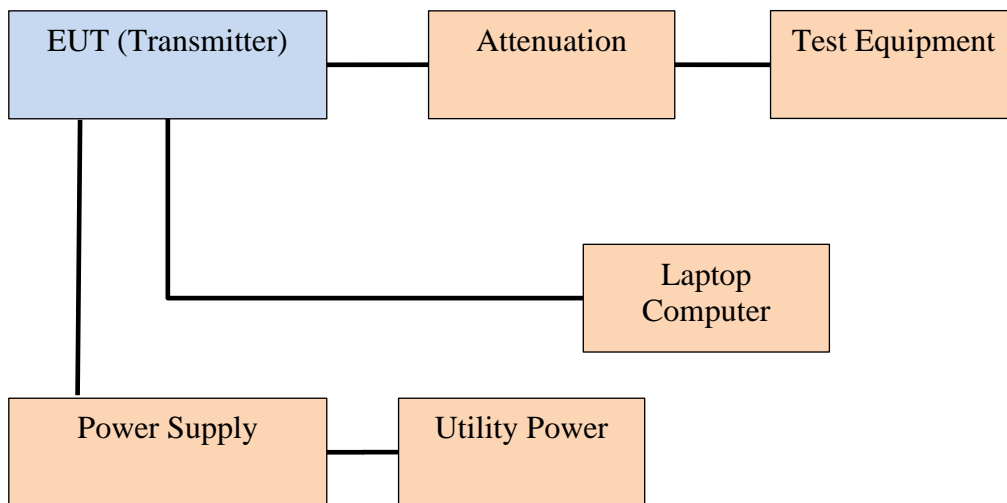 EUT (Transmitter)
Attenuation
Test Equipment
Laptop
Computer
Power Supply
Utility Power